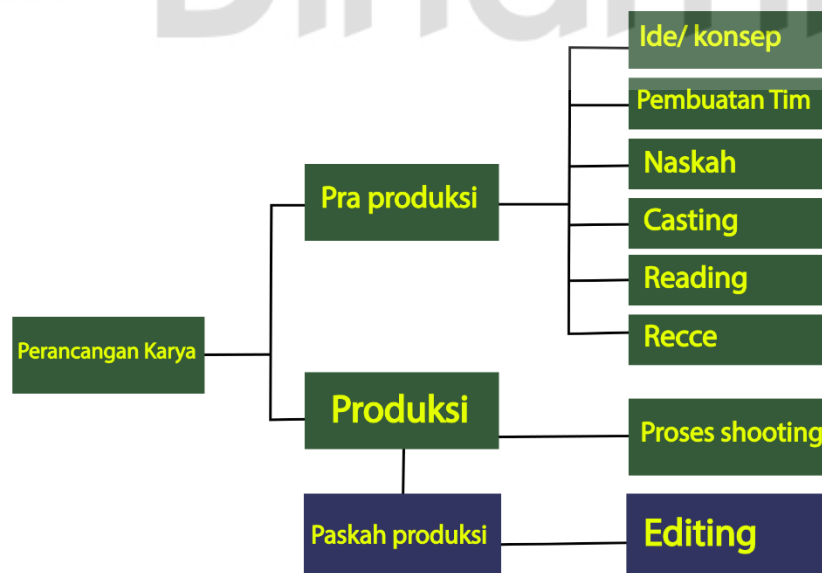 Ide/ konsep
Pembuatan Tim
Naskah
Pra produksi
Casting
Reading
Recce
Perancangan Karya
Produksi
Proses shooting
Paskah produksi
Editing